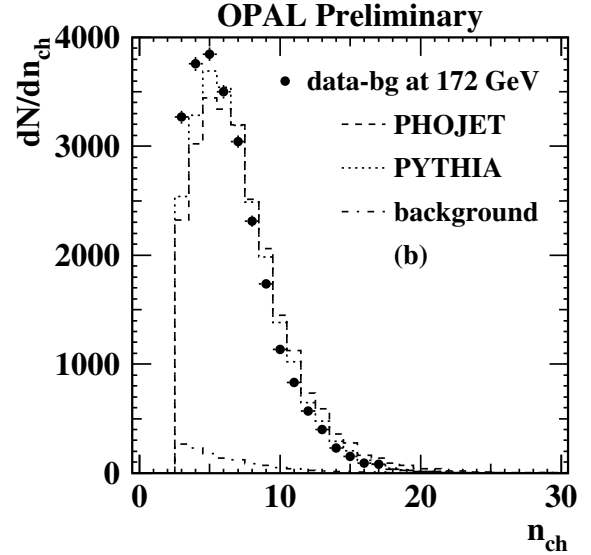 OPAL Preliminary
dN/dn_ch
4000
3000
2000
1000
0
data-bg at 172 GeV
PHOJET
PYTHIA
background
(b)
0 10 20 30
n_ch